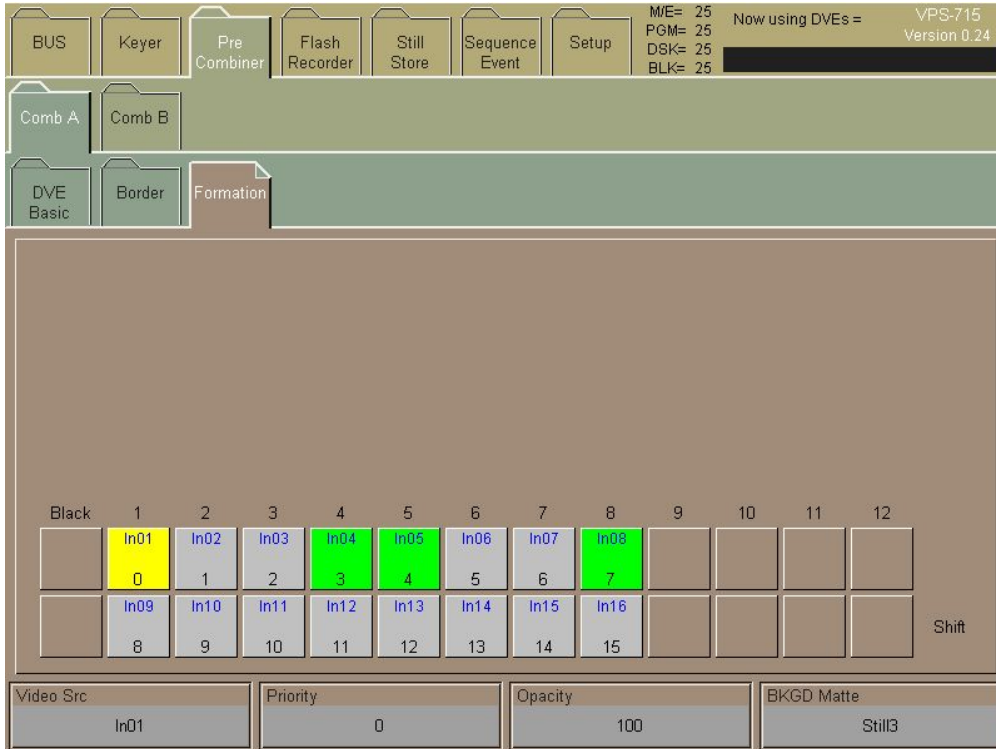 BUS
Keyer
Pre
Combiner
Flash
Recorder
Still
Store
Sequence
Event
Setup
M/E= 25
PGM= 25
DSK= 25
BLK= 25
Now using DVEs =
VPS-715
Version 0.24
Comb A
Comb B
DVE
Basic
Border
Formation
Black 1 2 3 4 5 6 7 8 9 10 11 12
In01 In02 In03 In04 In05 In06 In07 In08
0 1 2 3 4 5 6 7
In09 In10 In11 In12 In13 In14 In15 In16
8 9 10 11 12 13 14 15
Shift
Video Src
In01
Priority
0
Opacity
100
BKGD Matte
Still3